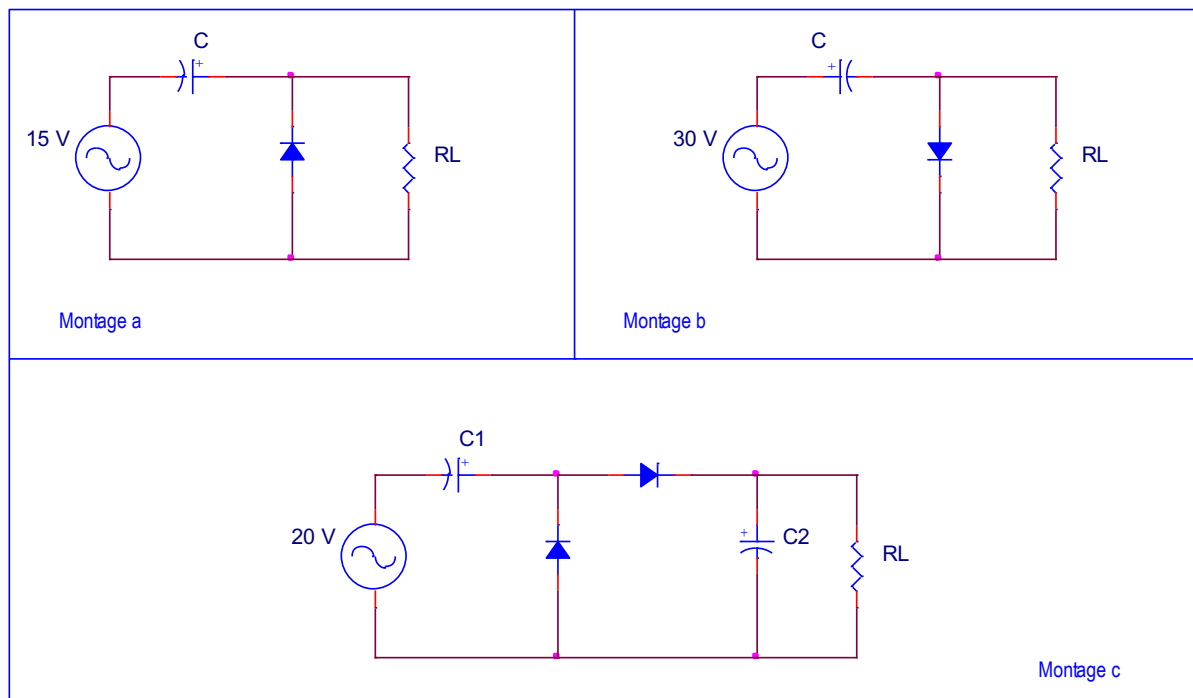 C
+
15 V
RL
Montage a
C
+
30 V
RL
Montage b
C1
+
20 V
+
C2
RL
Montage c